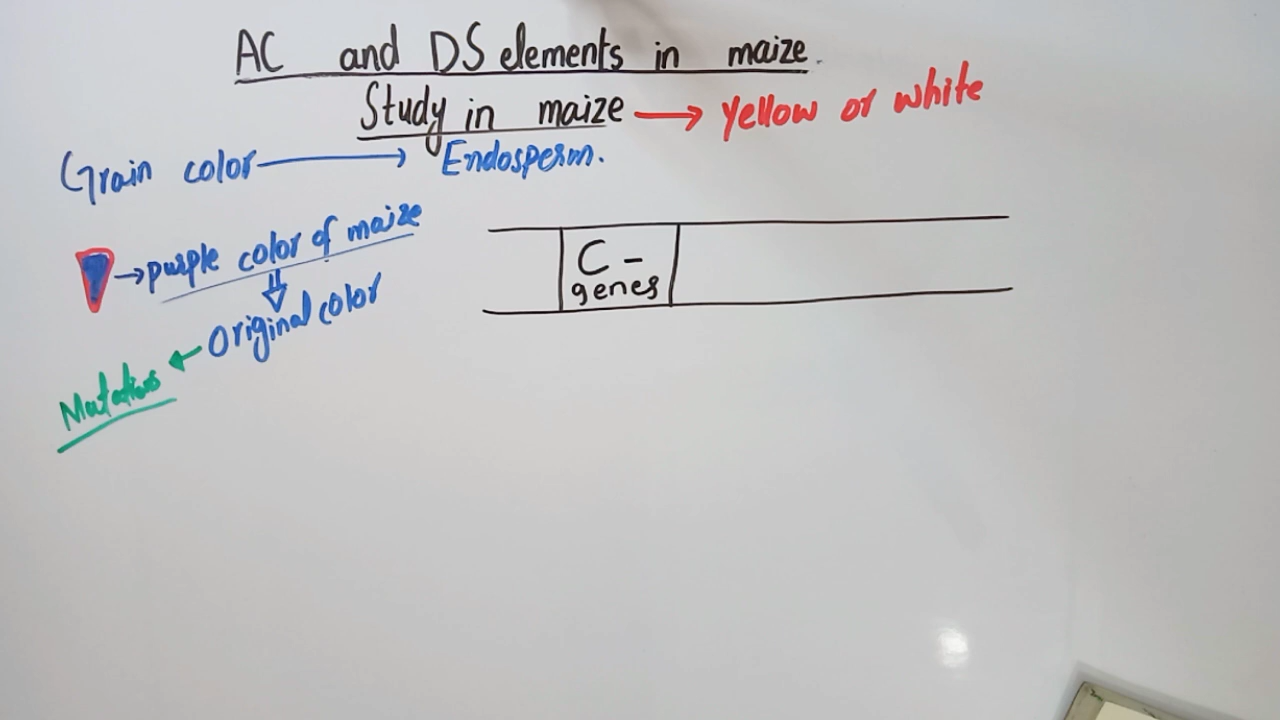 AC and DS elements in maize.
Study in maize → Yellow or white
Grain color → Endosperm.
→ purple color of maize
Original color
Mutations
C -
genes